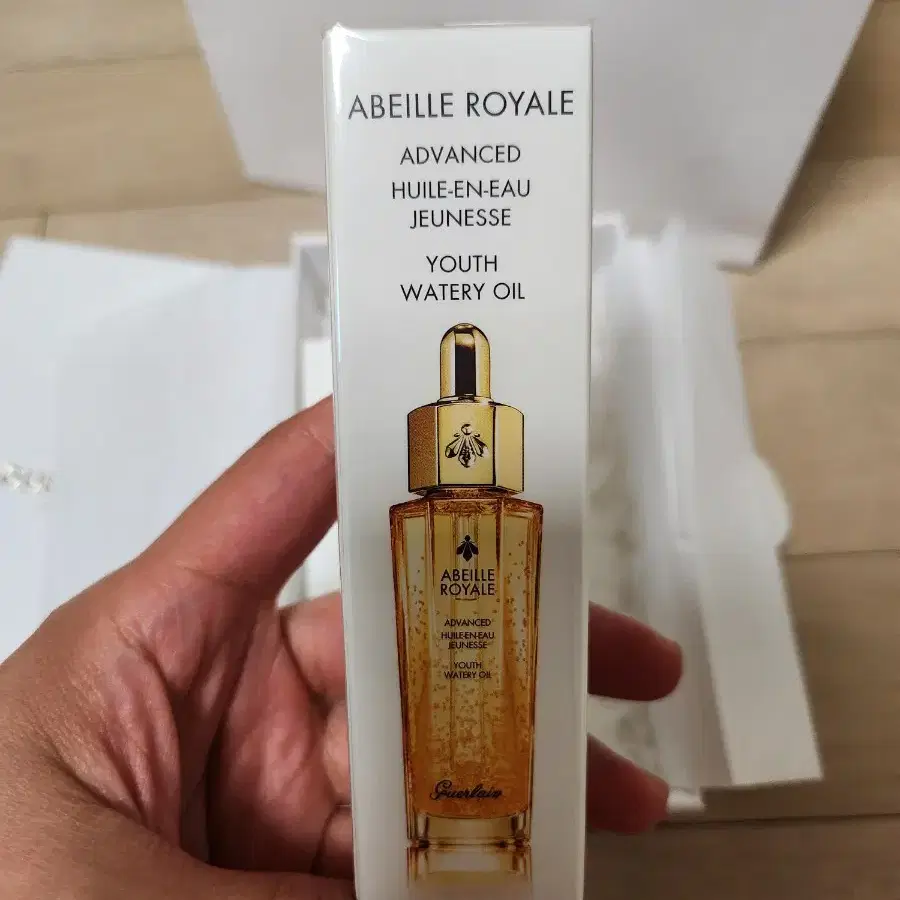 ABEILLE ROYALE
ADVANCED
HUILE-EN-EAU
JEUNESSE
YOUTH
WATERY OIL
ABEILLE
ROYALE
ADVANCED
HUILE-EN-EAU
JEUNESSE
YOUTH
WATERY OIL
Guerlain